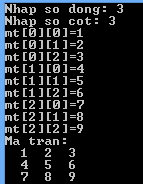 Nhap so dong: 3
Nhap so cot: 3
mt[0][0]=1
mt[0][1]=2
mt[0][2]=3
mt[1][0]=4
mt[1][1]=5
mt[1][2]=6
mt[2][0]=7
mt[2][1]=8
mt[2][2]=9
Ma tran:
1 2 3
4 5 6
7 8 9